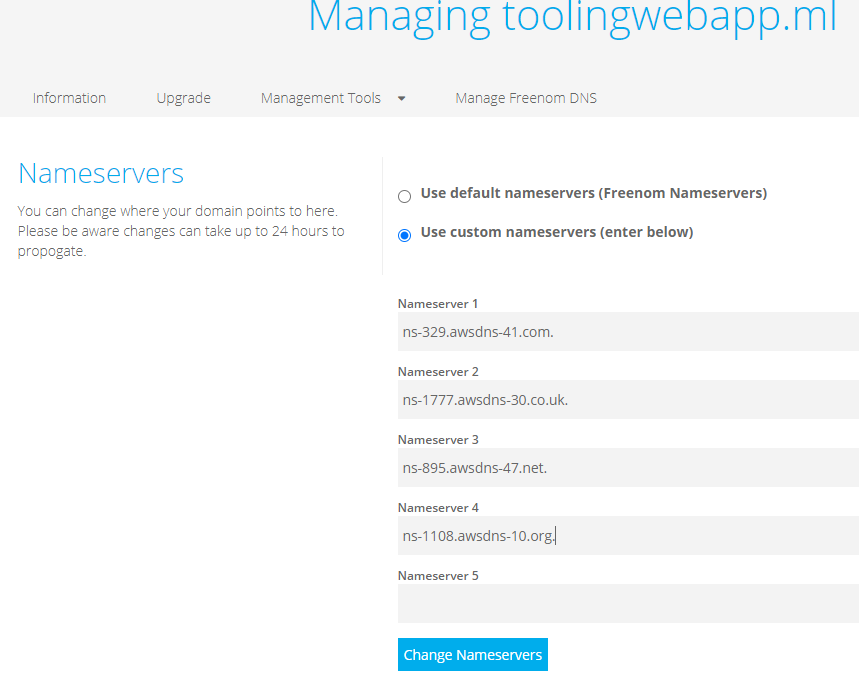 Managing toolingwebapp.ml
Information Upgrade Management Tools Manage Freenom DNS
Nameservers
You can change where your domain points to here.
Please be aware changes can take up to 24 hours to
propogate.
Use default nameservers (Freenom Nameservers)
Use custom nameservers (enter below)
Nameserver 1
ns-329.awsdns-41.com.
Nameserver 2
ns-1777.awsdns-30.co.uk.
Nameserver 3
ns-895.awsdns-47.net.
Nameserver 4
ns-1108.awsdns-10.org.
Nameserver 5
Change Nameservers